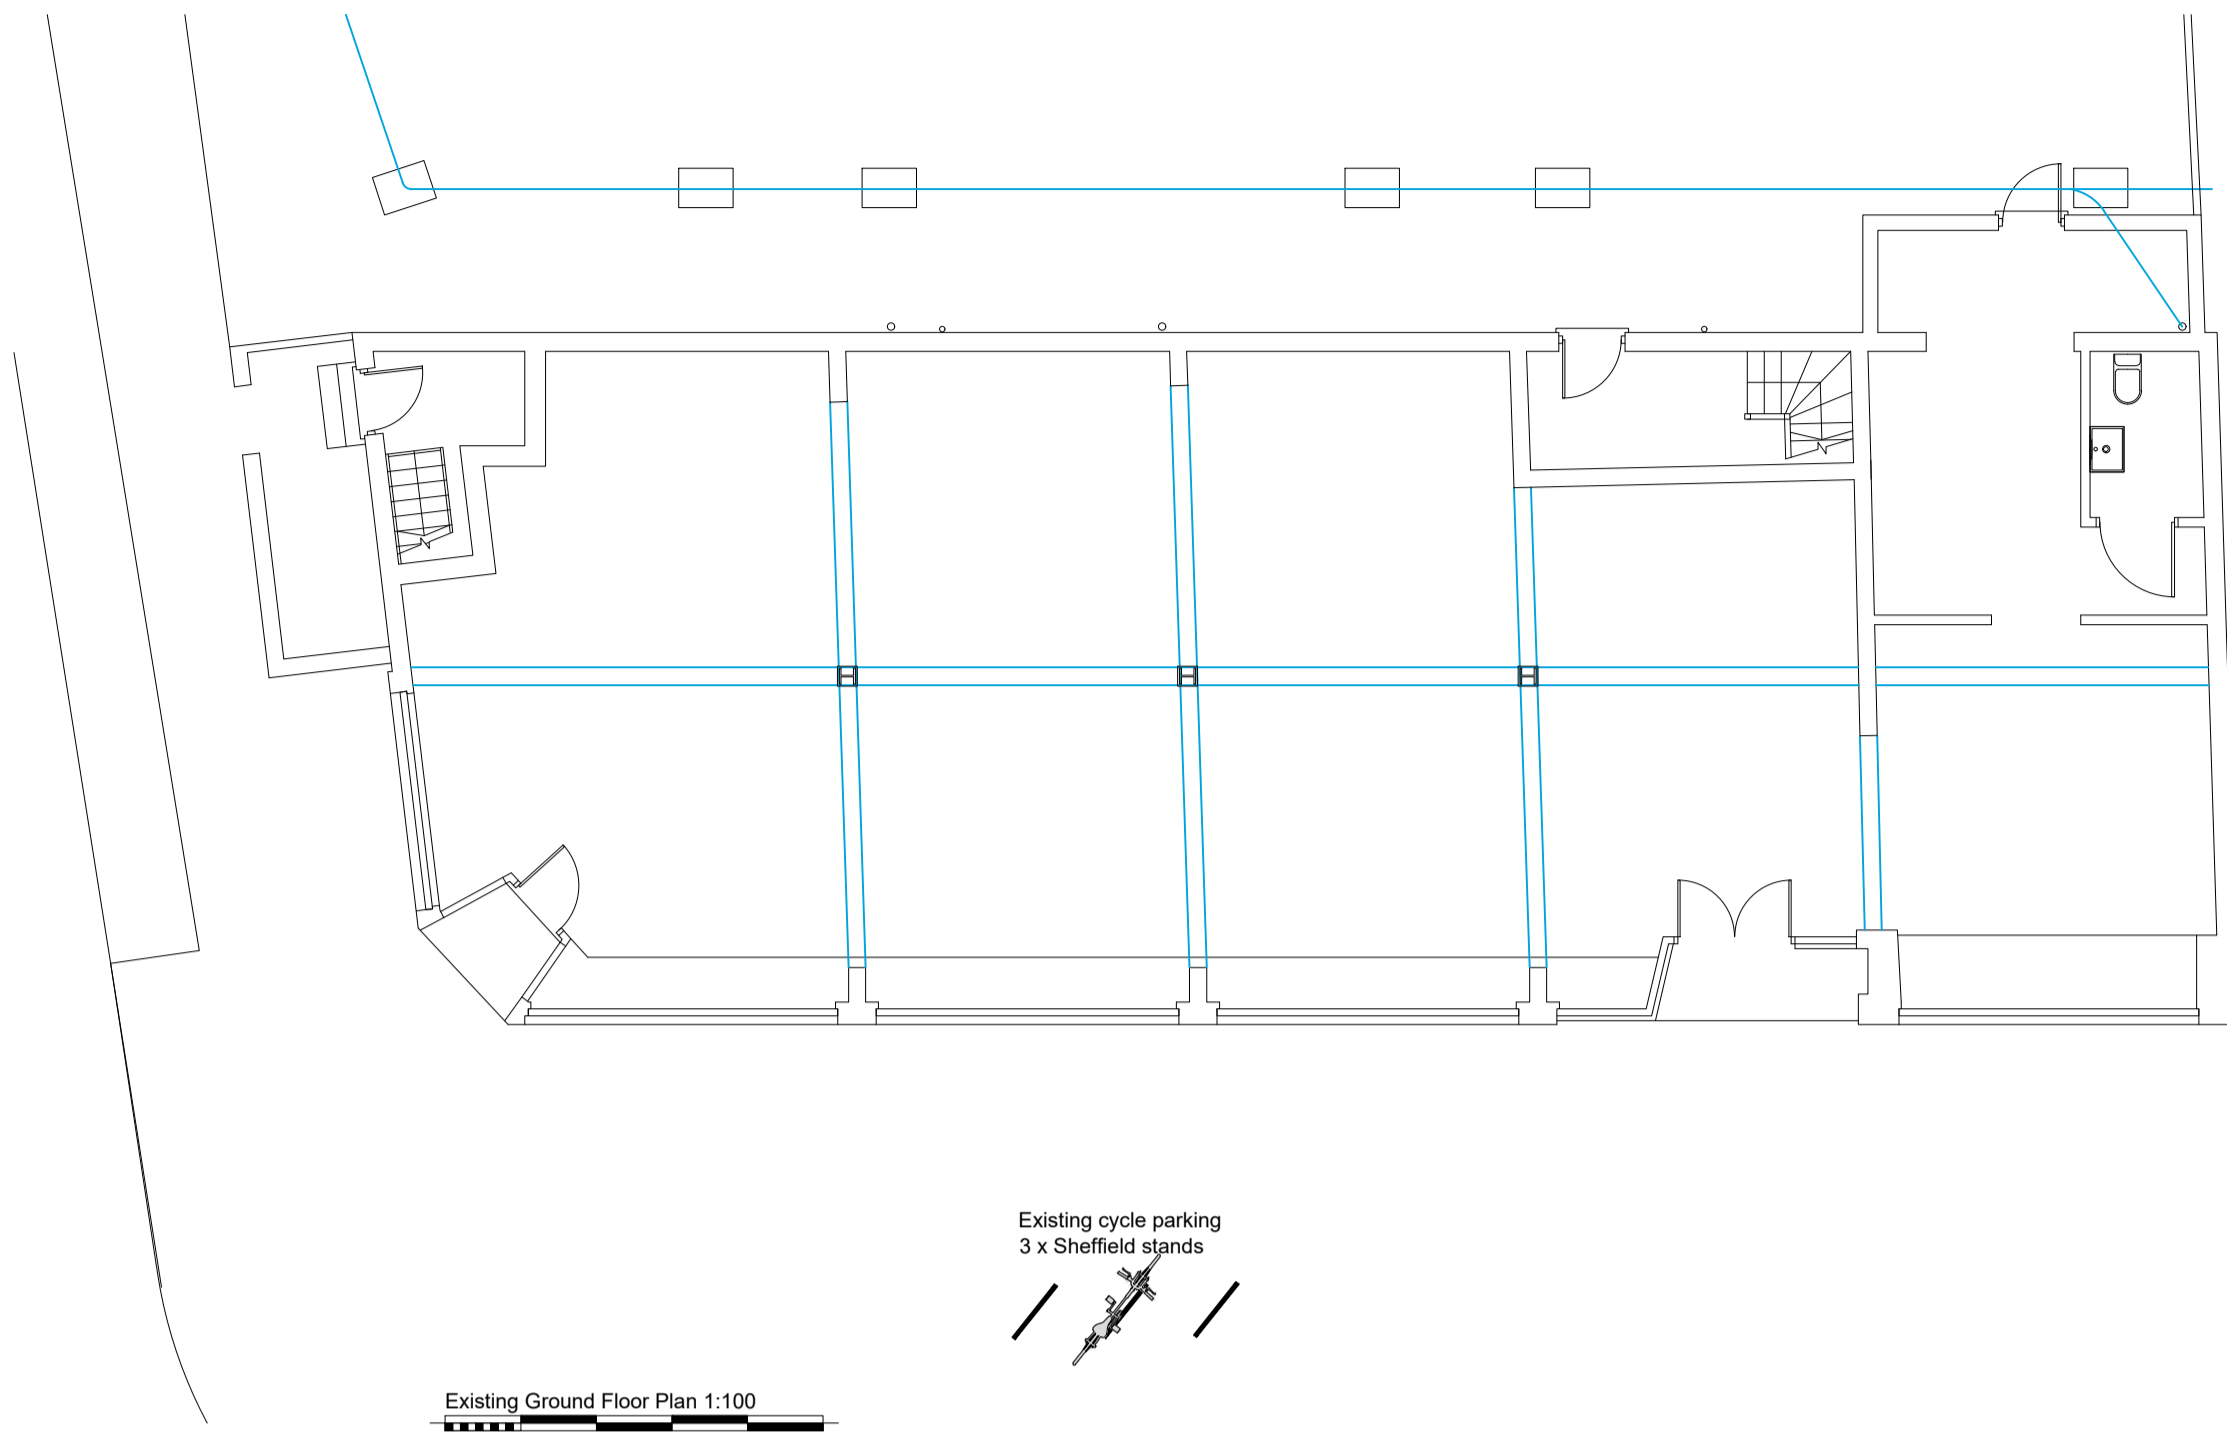 Existing cycle parking
3 x Sheffield stands
Existing Ground Floor Plan 1:100